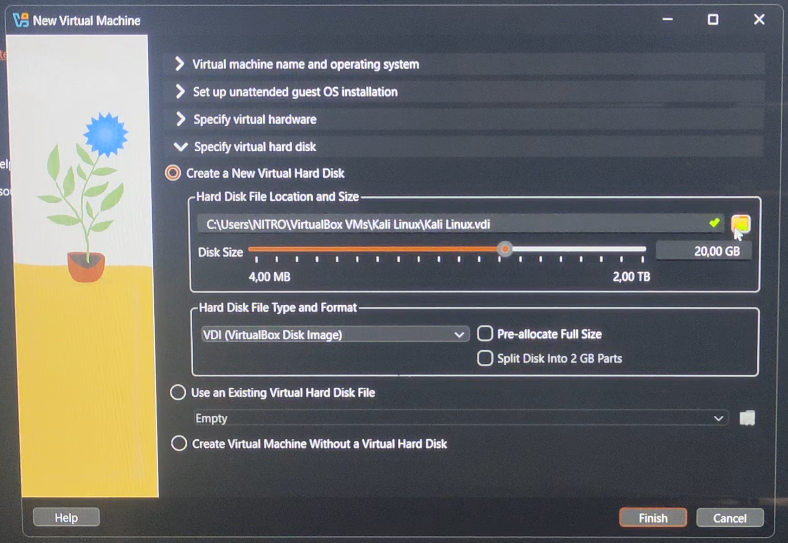 New Virtual Machine
Virtual machine name and operating system
Set up unattended guest OS installation
Specify virtual hardware
Specify virtual hard disk
Create a New Virtual Hard Disk
Hard Disk File Location and Size
C:\Users\NITRO\VirtualBox VMs\Kali Linux\Kali Linux.vdi
Disk Size 20,00 GB
4,00 MB 2,00 TB
Hard Disk File Type and Format
VDI (VirtualBox Disk Image) Pre-allocate Full Size
Split Disk Into 2 GB Parts
Use an Existing Virtual Hard Disk File
Empty
Create Virtual Machine Without a Virtual Hard Disk
Help Finish Cancel